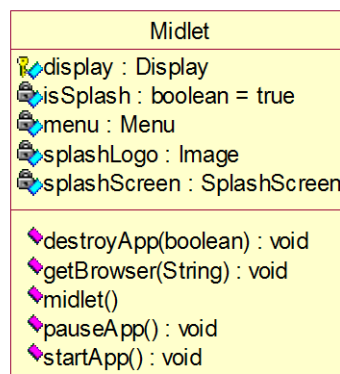 Midlet
display : Display
isSplash : boolean = true
menu : Menu
splashLogo : Image
splashScreen : SplashScreen
destroyApp(boolean) : void
getBrowser(String) : void
midlet()
pauseApp() : void
startApp() : void